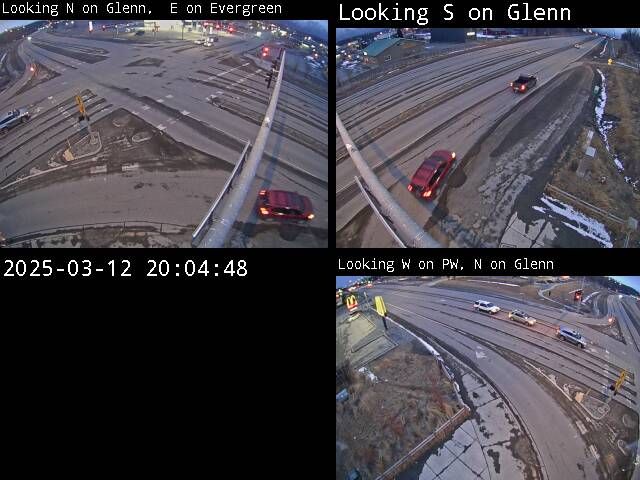 Looking N on Glenn,  E on Evergreen
Looking S on Glenn
2025-03-12 20:04:48
Looking W on PW, N on Glenn